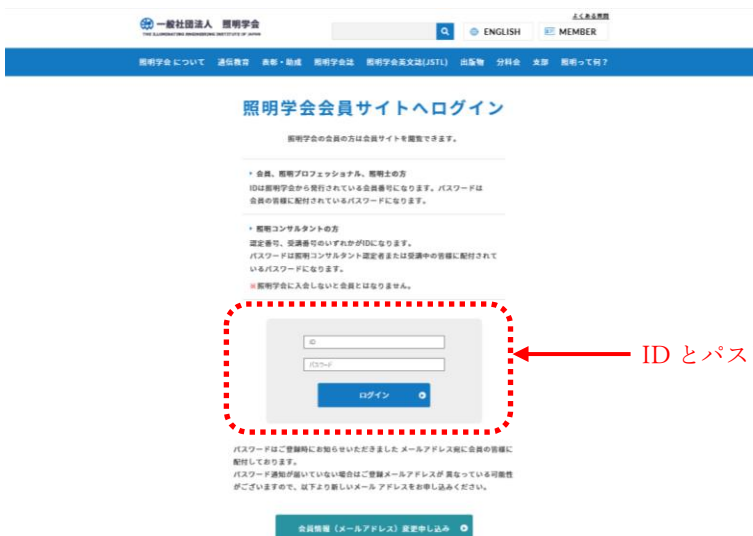 一般社団法人 照明学会
THE ILLUMINATING ENGINEERING INSTITUTE OF JAPAN
よくある質問
ENGLISH
MEMBER
照明学会について 通信教育 表彰・助成 照明学会誌 照明学会英文誌(JSTL) 出版物 分科会 支部 照明って何？
照明学会会員サイトへログイン
照明学会の会員の方は会員サイトを閲覧できます。
会員、照明プロフェッショナル、照明士の方
IDは照明学会から発行されている会員番号になります。パスワードは
会員の皆様に配付されているパスワードになります。
照明コンサルタントの方
認定番号、受講番号のいずれかがIDになります。
パスワードは照明コンサルタント認定者または受講中の皆様に配付されて
いるパスワードになります。
※照明学会に入会しないと会員とはなりません。
ID
パスワード
ログイン
ID とパス
パスワードはご登録時にお知らせいただきました メールアドレス宛に会員の皆様に
配付しております。
パスワード通知が届いていない場合はご登録メールアドレスが 異なっている可能性
がございますので、以下より新しいメール アドレスをお申し込みください。
会員情報（メールアドレス）変更申し込み